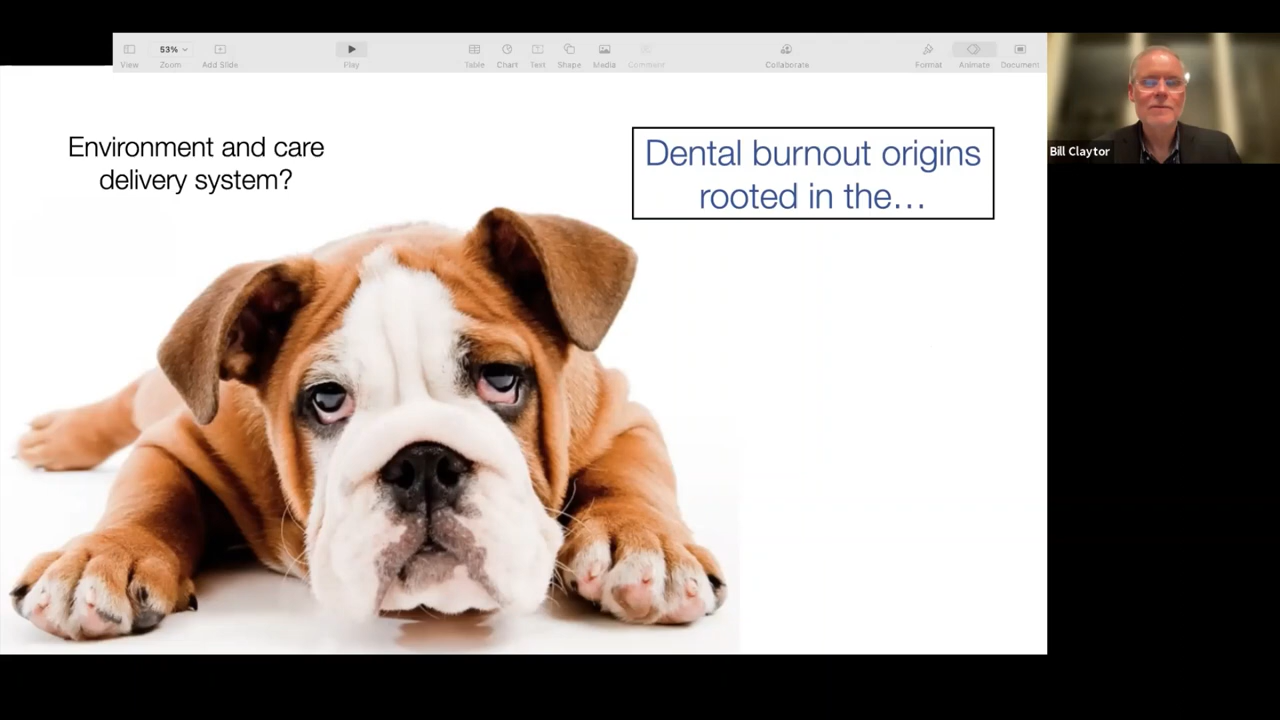 53%
View
Zoom
Add Slide
Play
Table
Chart
Text
Shape
Media
Comment
Collaborate
Format
Animate
Document
Environment and care
delivery system?
Dental burnout origins
rooted in the…
Bill Claytor